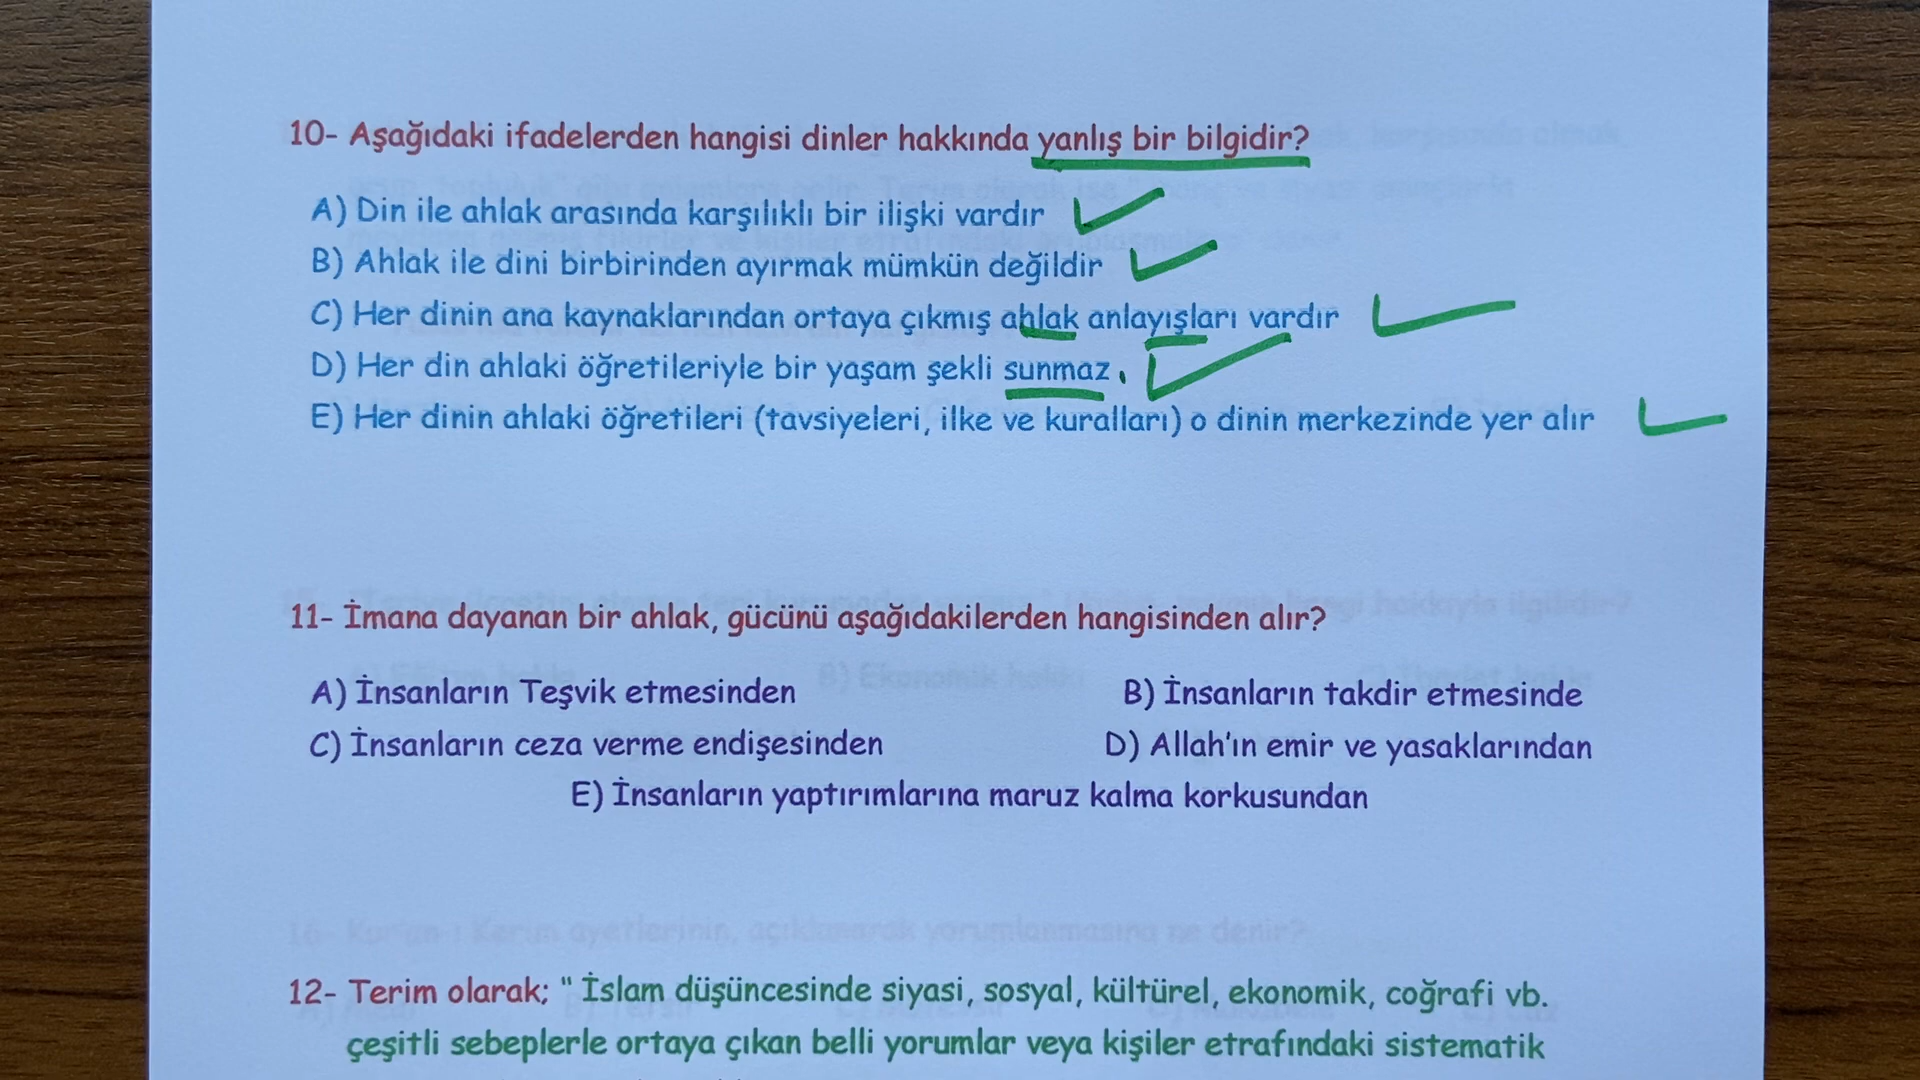 10- Aşağıdaki ifadelerden hangisi dinler hakkında yanlış bir bilgidir?
A) Din ile ahlak arasında karşılıklı bir ilişki vardır
B) Ahlak ile dini birbirinden ayırmak mümkün değildir
C) Her dinin ana kaynaklarından ortaya çıkmış ahlak anlayışları vardır
D) Her din ahlaki öğretileriyle bir yaşam şekli sunmaz.
E) Her dinin ahlaki öğretileri (tavsiyeleri, ilke ve kuralları) o dinin merkezinde yer alır
11- İmana dayanan bir ahlak, gücünü aşağıdakilerden hangisinden alır?
A) İnsanların Teşvik etmesinden B) İnsanların takdir etmesinde
C) İnsanların ceza verme endişesinden D) Allah'ın emir ve yasaklarından
E) İnsanların yaptırımlarına maruz kalma korkusundan
12- Terim olarak; " İslam düşüncesinde siyasi, sosyal, kültürel, ekonomik, coğrafi vb.
çeşitli sebeplerle ortaya çıkan belli yorumlar veya kişiler etrafındaki sistematik